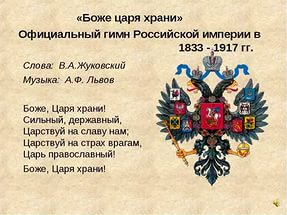 «Боже царя храни»
Официальный гимн Российской империи в
1833 - 1917 гг.
Слова: В.А.Жуковский
Музыка: А.Ф. Львов
Боже, Царя храни!
Сильный, державный,
Царствуй на славу нам;
Царствуй на страх врагам,
Царь православный!
Боже, Царя храни!